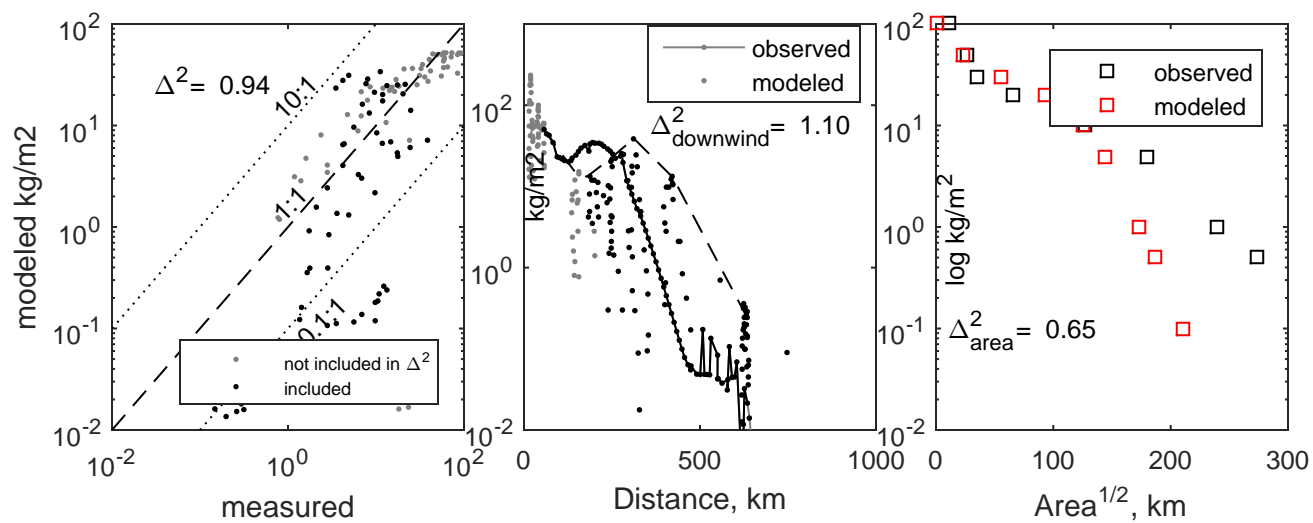 modeled kg/m2
10^2
10^1
10^0
10^-1
10^-2
10^-2
10^0
10^2
measured
Δ^2= 0.94
10:1
1:1
0.1:1
not included in Δ^2
included
kg/m2
10^2
10^0
10^-2
0
500
1000
Distance, km
observed
modeled
Δ^2_downwind= 1.10
log kg/m^2
10^2
10^1
10^0
10^-1
10^-2
0
100
200
300
Area^1/2, km
observed
modeled
Δ^2_area= 0.65